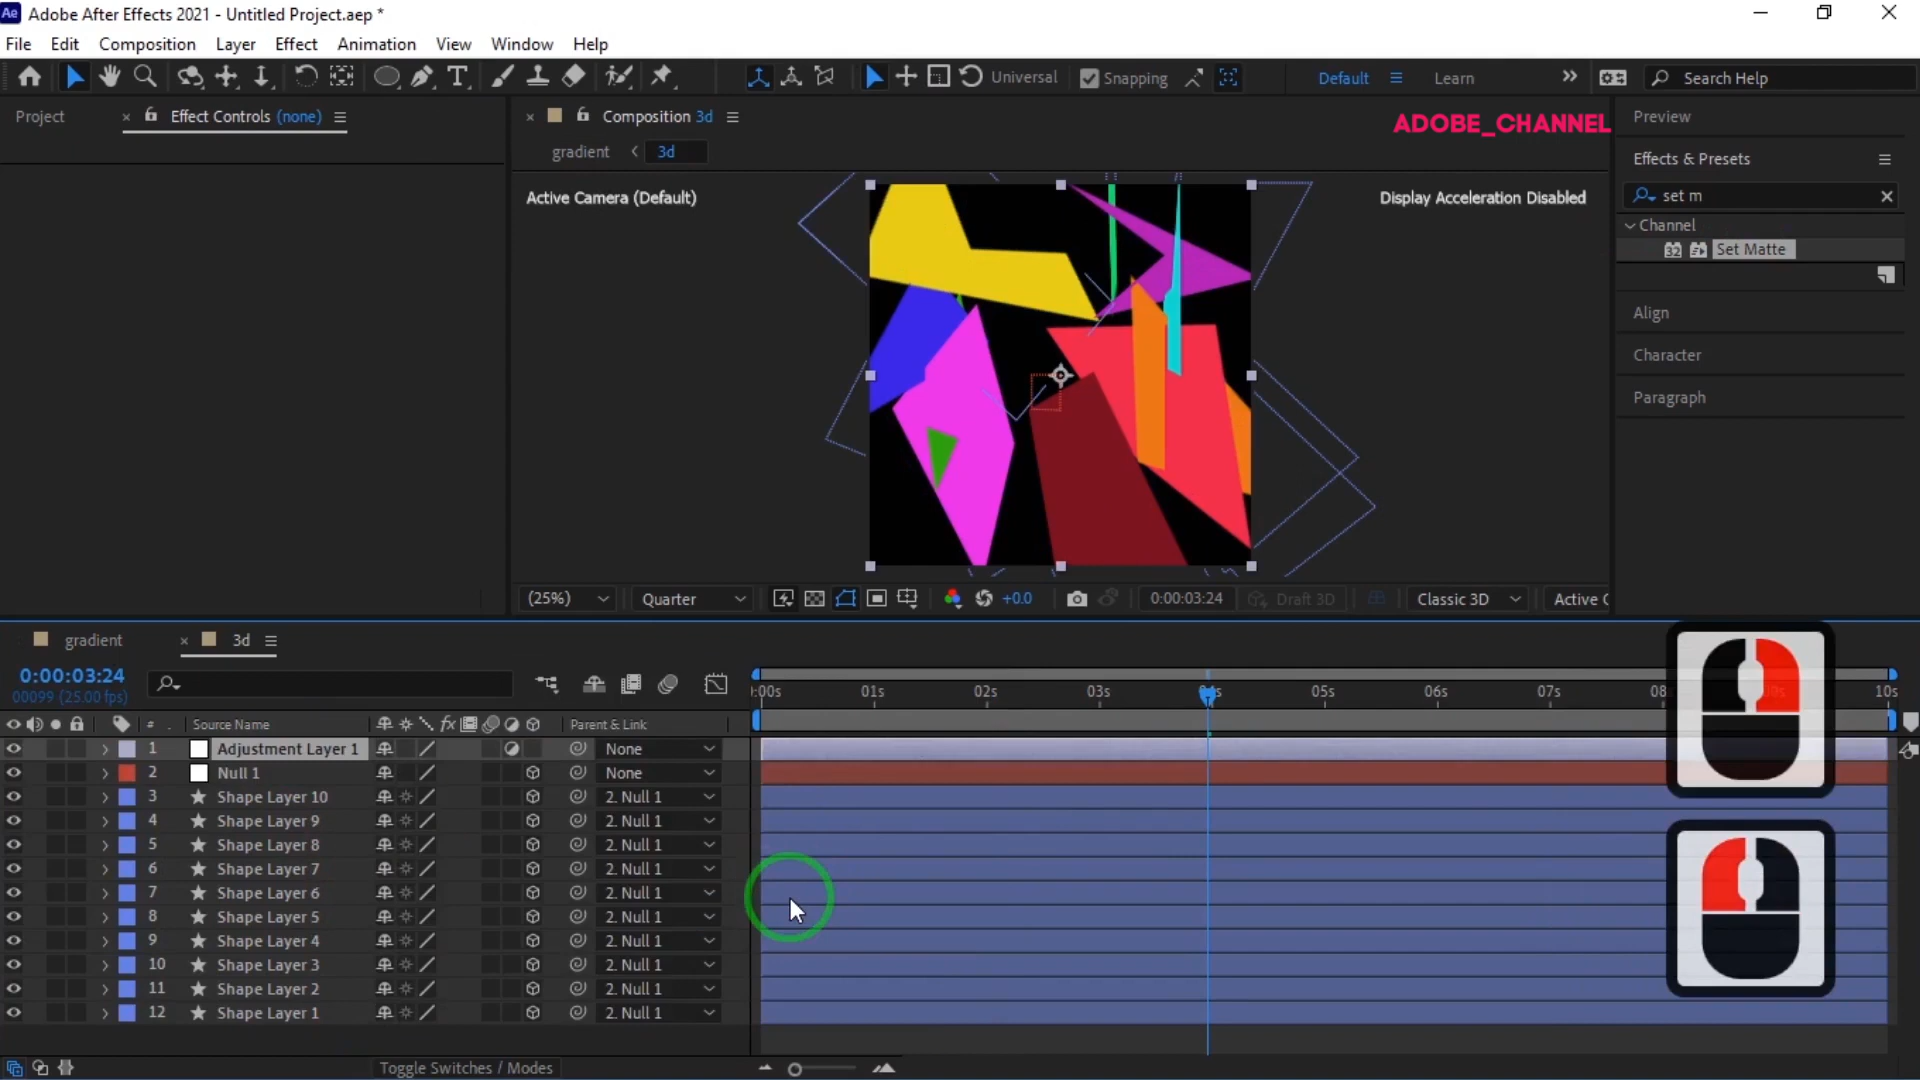 Ae Adobe After Effects 2021 - Untitled Project.aep *
File Edit Composition Layer Effect Animation View Window Help
Universal Snapping Default Learn Search Help
Project Effect Controls (none) Composition 3d ADOBE_CHANNEL Preview
gradient 3d Effects & Presets
Active Camera (Default) Display Acceleration Disabled set m
Channel
32 Set Matte
Align
Character
Paragraph
(25%) Quarter +0.0 0:00:03:24 Draft 3D Classic 3D Active
gradient 3d
0:00:03:24
00099 (25.00 fps)
:00s 01s 02s 03s 04s 05s 06s 07s 10s
# Source Name fx Parent & Link
1 Adjustment Layer 1 None
2 Null 1 None
3 Shape Layer 10 2. Null 1
4 Shape Layer 9 2. Null 1
5 Shape Layer 8 2. Null 1
6 Shape Layer 7 2. Null 1
7 Shape Layer 6 2. Null 1
8 Shape Layer 5 2. Null 1
9 Shape Layer 4 2. Null 1
10 Shape Layer 3 2. Null 1
11 Shape Layer 2 2. Null 1
12 Shape Layer 1 2. Null 1
Toggle Switches / Modes